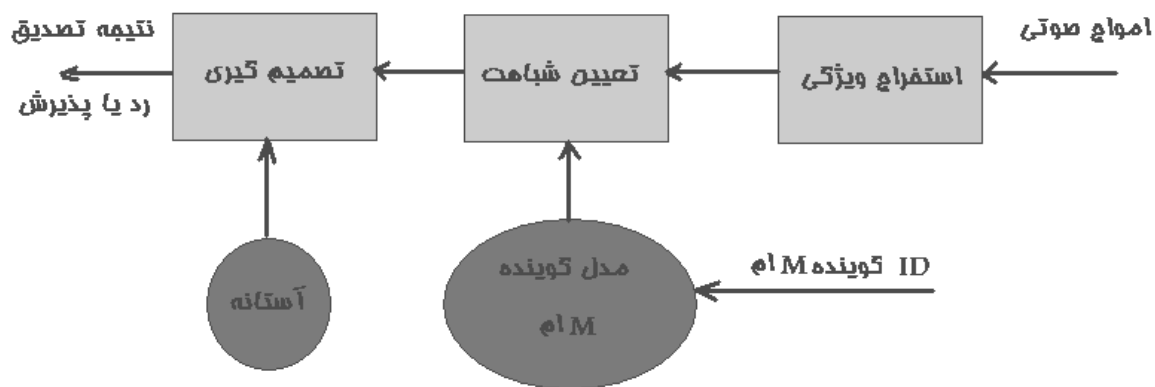 امواج صوتی
استفراج ویژگی
تعیین شباهت
تصمیم گیری
نتیجه تصدیق
رد یا پذیرش
آستانه
مدل گوینده
M ام
ID گوینده M ام